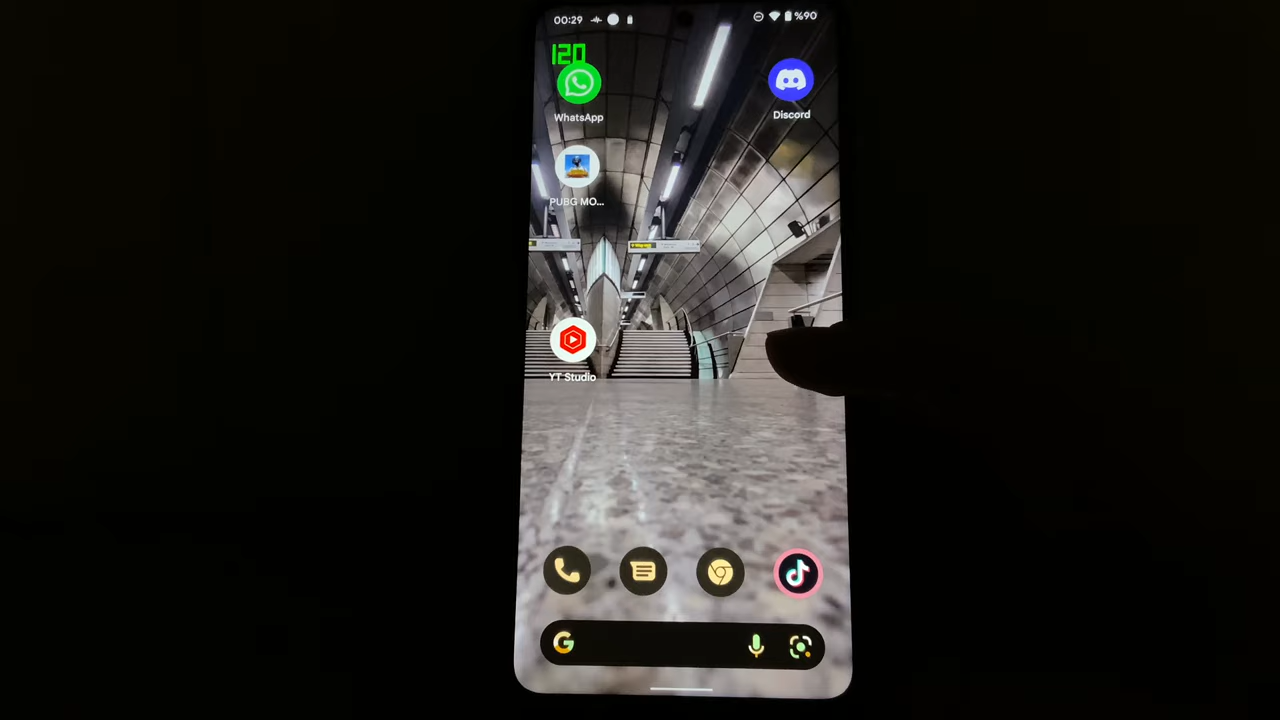 00:29
%90
120
WhatsApp
Discord
PUBG MO...
YT Studio